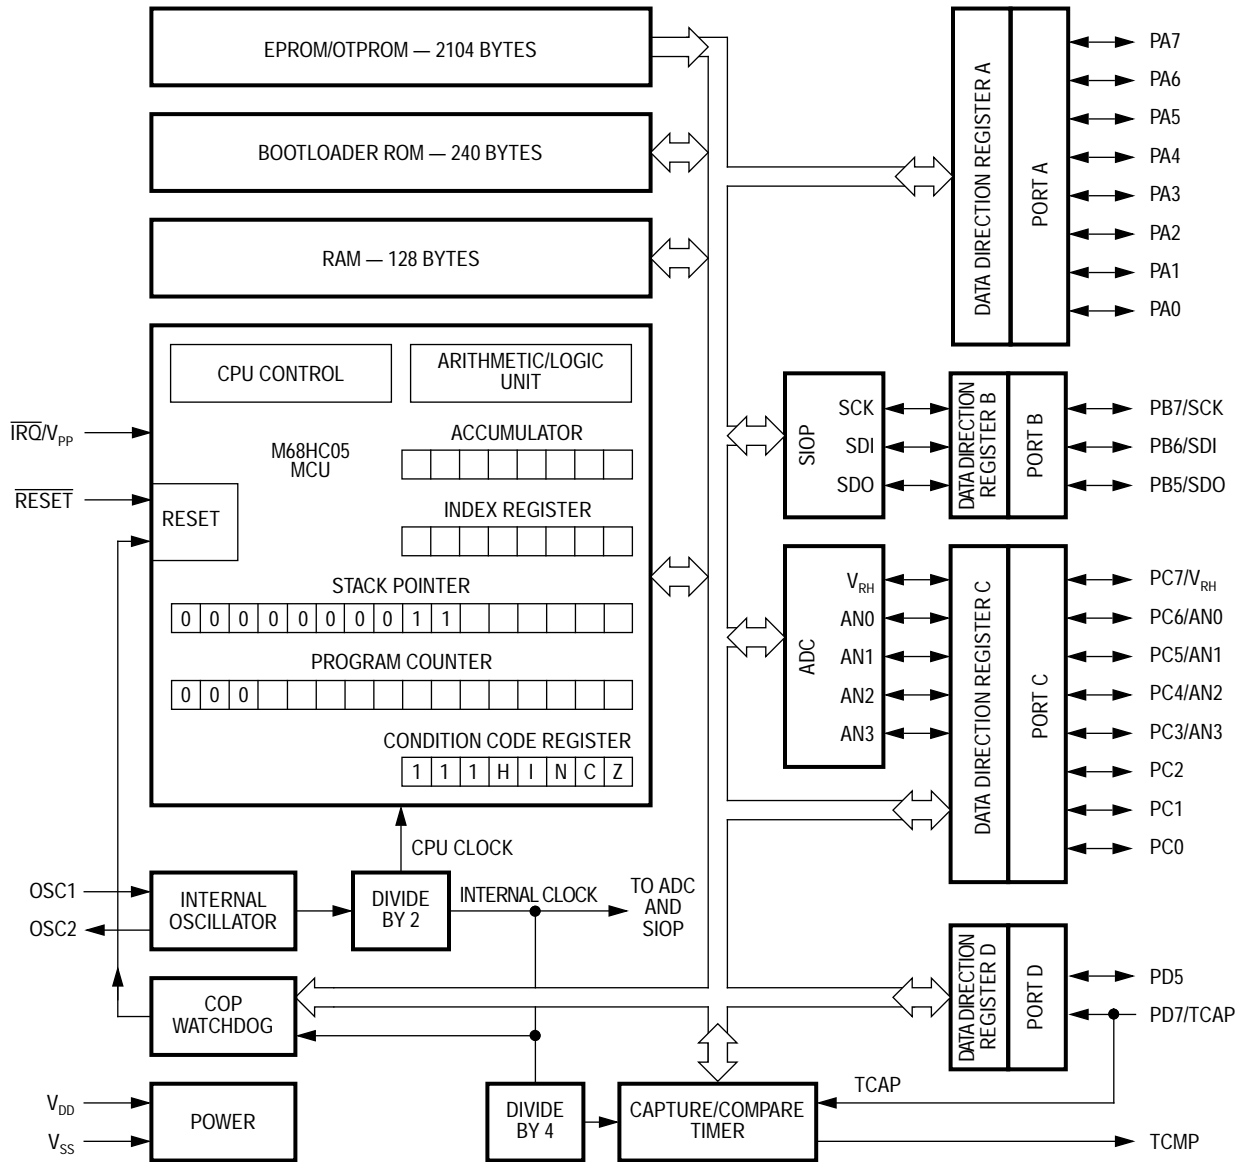 EPROM/OTPROM — 2104 BYTES
BOOTLOADER ROM — 240 BYTES
RAM — 128 BYTES
CPU CONTROL
ARITHMETIC/LOGIC
UNIT
M68HC05
MCU
ACCUMULATOR
INDEX REGISTER
IRQ/VPP
RESET
RESET
STACK POINTER
0 0 0 0 0 0 0 0 1 1
PROGRAM COUNTER
0 0 0
CONDITION CODE REGISTER
1 1 1 H I N C Z
CPU CLOCK
OSC1
OSC2
INTERNAL
OSCILLATOR
DIVIDE
BY 2
INTERNAL CLOCK
TO ADC
AND
SIOP
COP
WATCHDOG
VDD
VSS
POWER
DIVIDE
BY 4
CAPTURE/COMPARE
TIMER
TCAP
TCMP
DATA DIRECTION REGISTER A
PORT A
PA7
PA6
PA5
PA4
PA3
PA2
PA1
PA0
SIOP
SCK
SDI
SDO
DATA DIRECTION
REGISTER B
PORT B
PB7/SCK
PB6/SDI
PB5/SDO
ADC
VRH
AN0
AN1
AN2
AN3
DATA DIRECTION REGISTER C
PORT C
PC7/VRH
PC6/AN0
PC5/AN1
PC4/AN2
PC3/AN3
PC2
PC1
PC0
DATA DIRECTION
REGISTER D
PORT D
PD5
PD7/TCAP